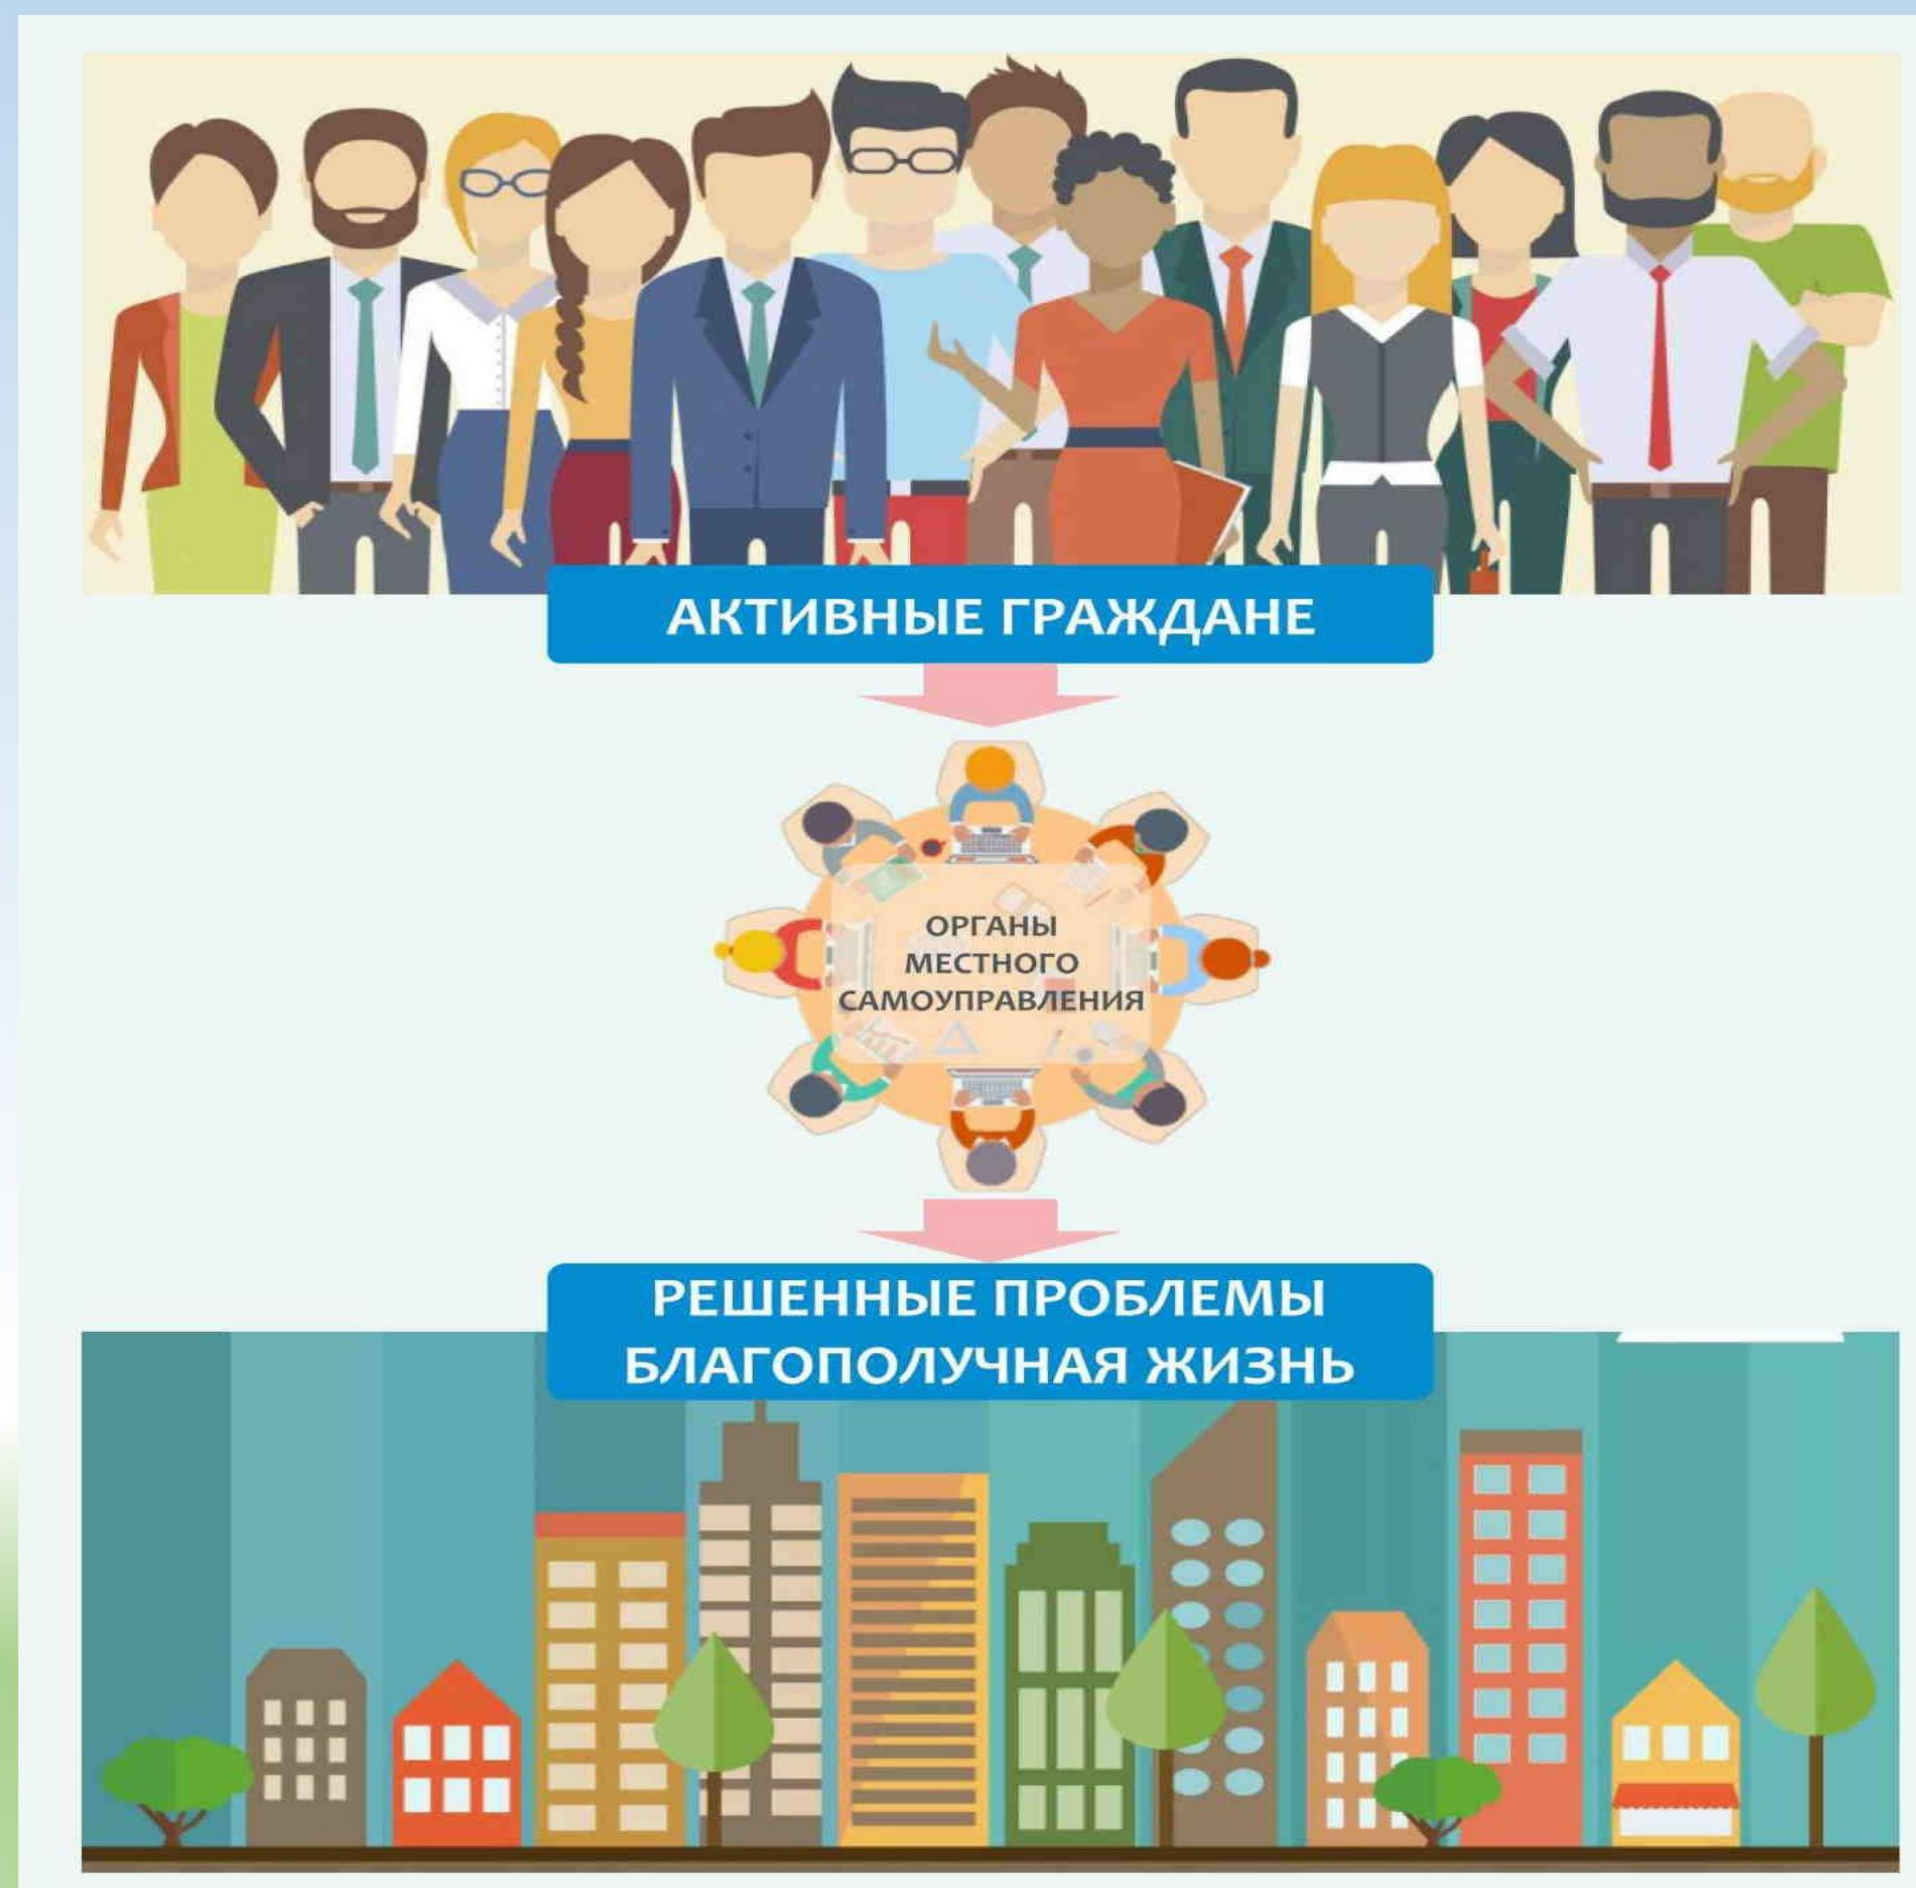 АКТИВНЫЕ ГРАЖДАНЕ
ОРГАНЫ
МЕСТНОГО
САМОУПРАВЛЕНИЯ
РЕШЕННЫЕ ПРОБЛЕМЫ
БЛАГОПОЛУЧНАЯ ЖИЗНЬ